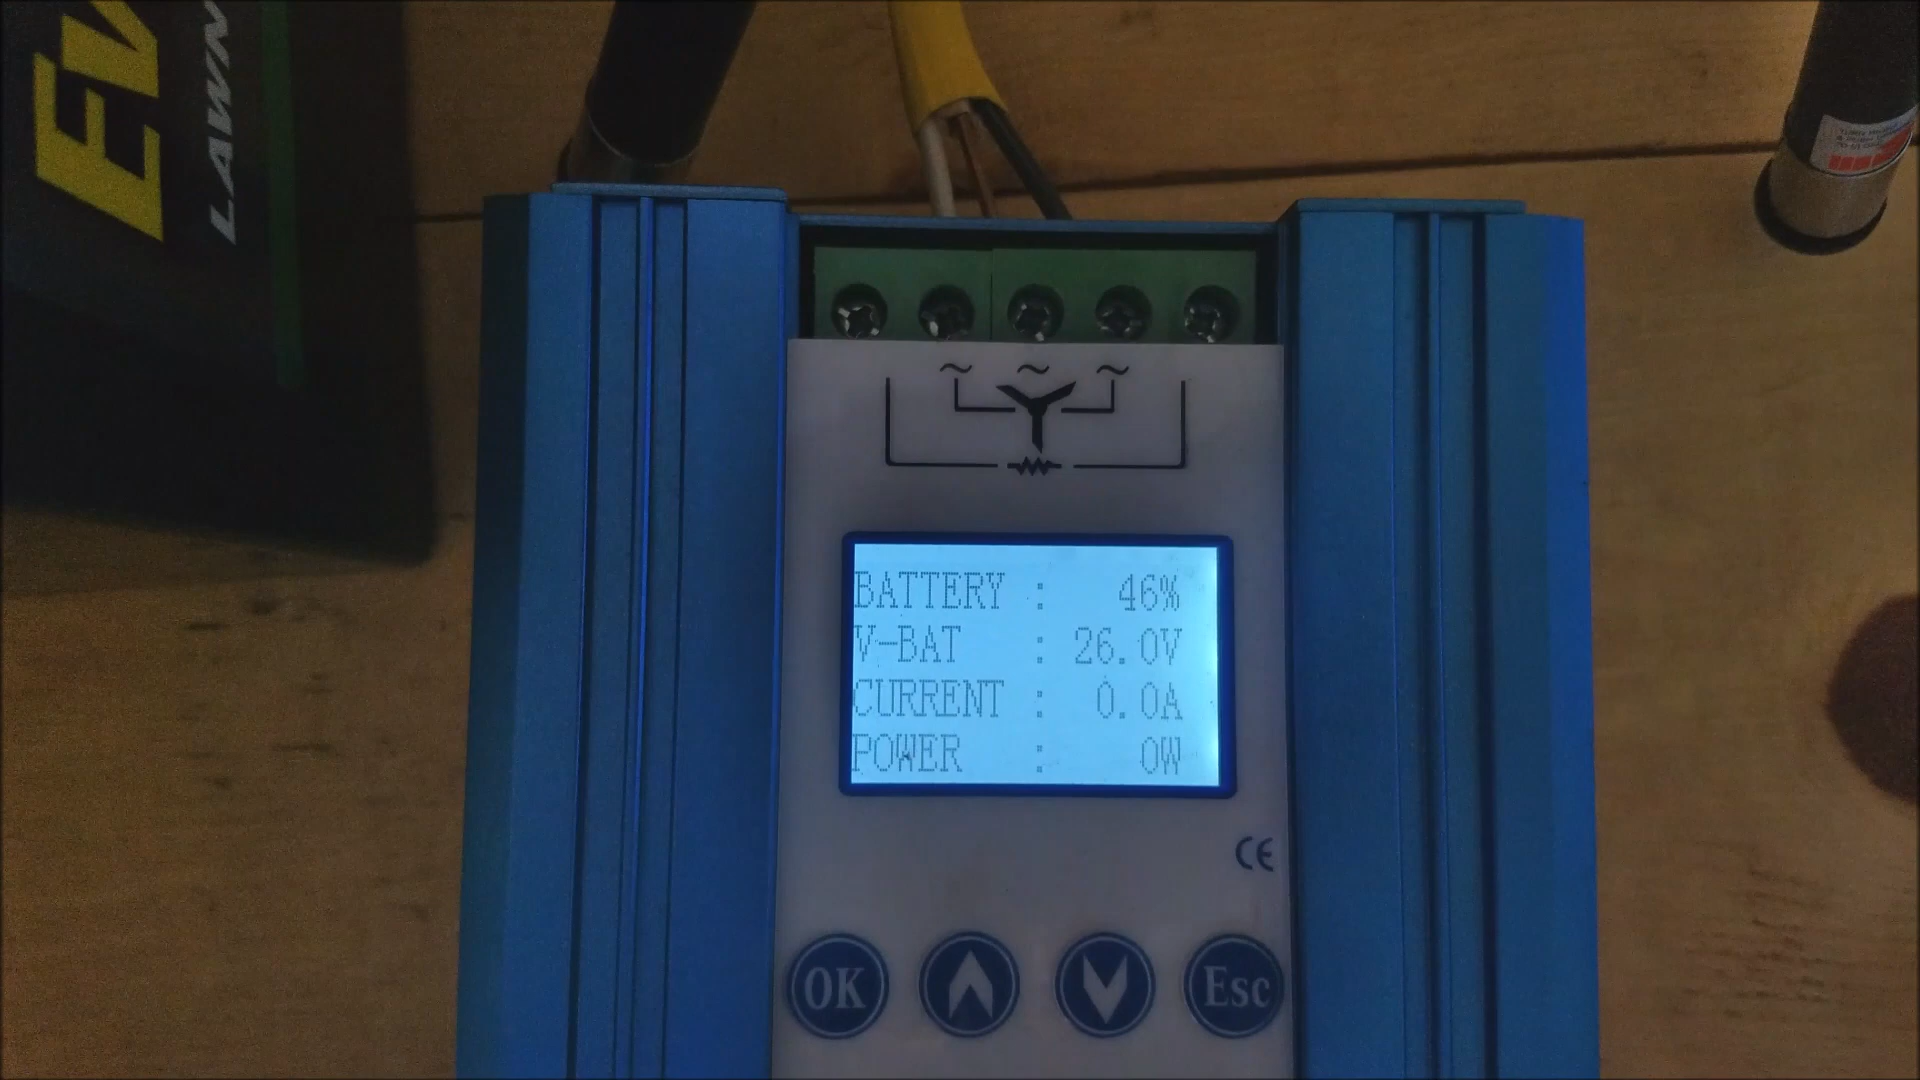 EV
LAWN
BATTERY : 46%
V-BAT : 26.0V
CURRENT : 0.0A
POWER : 0W
CE
OK
Esc